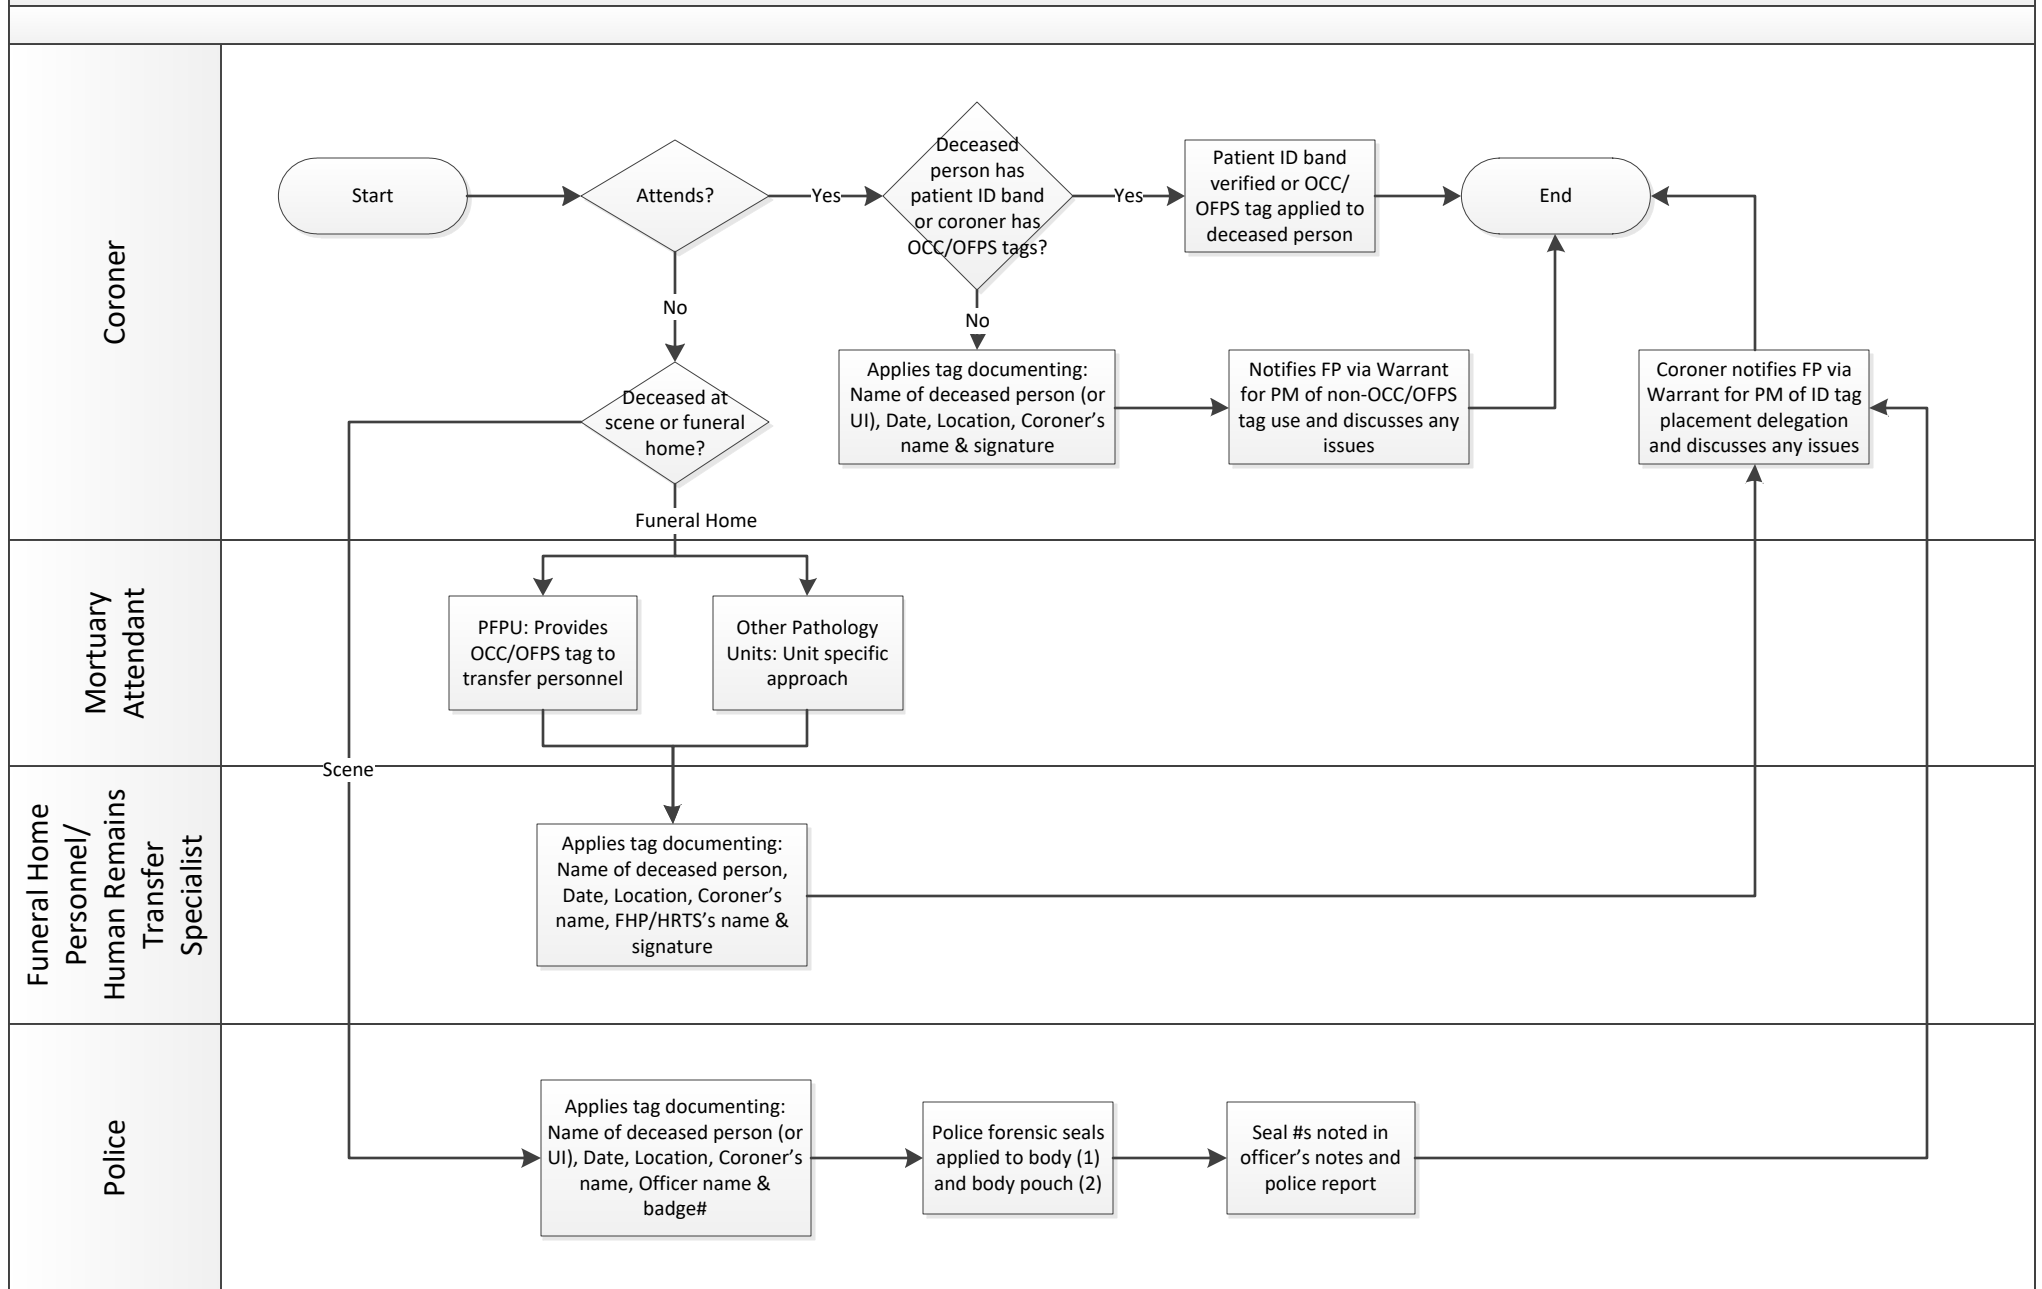 Coroner
Start
Attends?
Yes
Deceased
person has
patient ID band
or coroner has
OCC/OFPS tags?
Yes
Patient ID band
verified or OCC/
OFPS tag applied to
deceased person
End
No
No
Deceased at
scene or funeral
home?
Applies tag documenting:
Name of deceased person (or
UI), Date, Location, Coroner’s
name & signature
Notifies FP via Warrant
for PM of non-OCC/OFPS
tag use and discusses any
issues
Coroner notifies FP via
Warrant for PM of ID tag
placement delegation
and discusses any issues
Funeral Home
Mortuary
Attendant
PFPU: Provides
OCC/OFPS tag to
transfer personnel
Other Pathology
Units: Unit specific
approach
Scene
Funeral Home
Personnel/
Human Remains
Transfer
Specialist
Applies tag documenting:
Name of deceased person,
Date, Location, Coroner’s
name, FHP/HRTS’s name &
signature
Police
Applies tag documenting:
Name of deceased person (or
UI), Date, Location, Coroner’s
name, Officer name &
badge#
Police forensic seals
applied to body (1)
and body pouch (2)
Seal #s noted in
officer’s notes and
police report